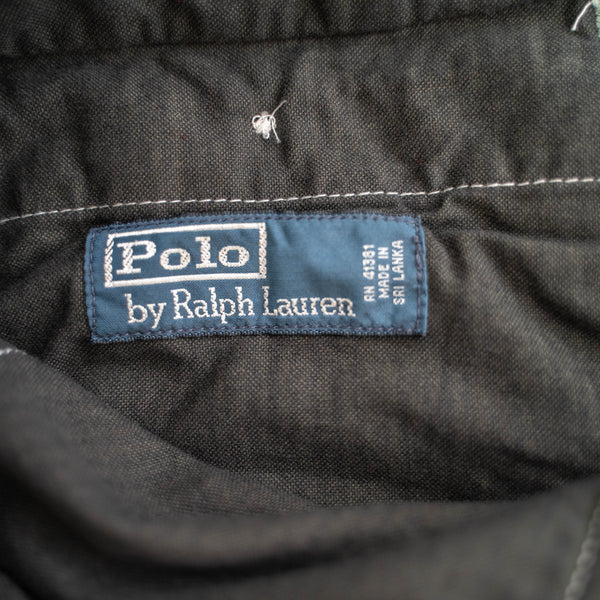 Polo
by Ralph Lauren
RN 41381
MADE IN
SRI LANKA